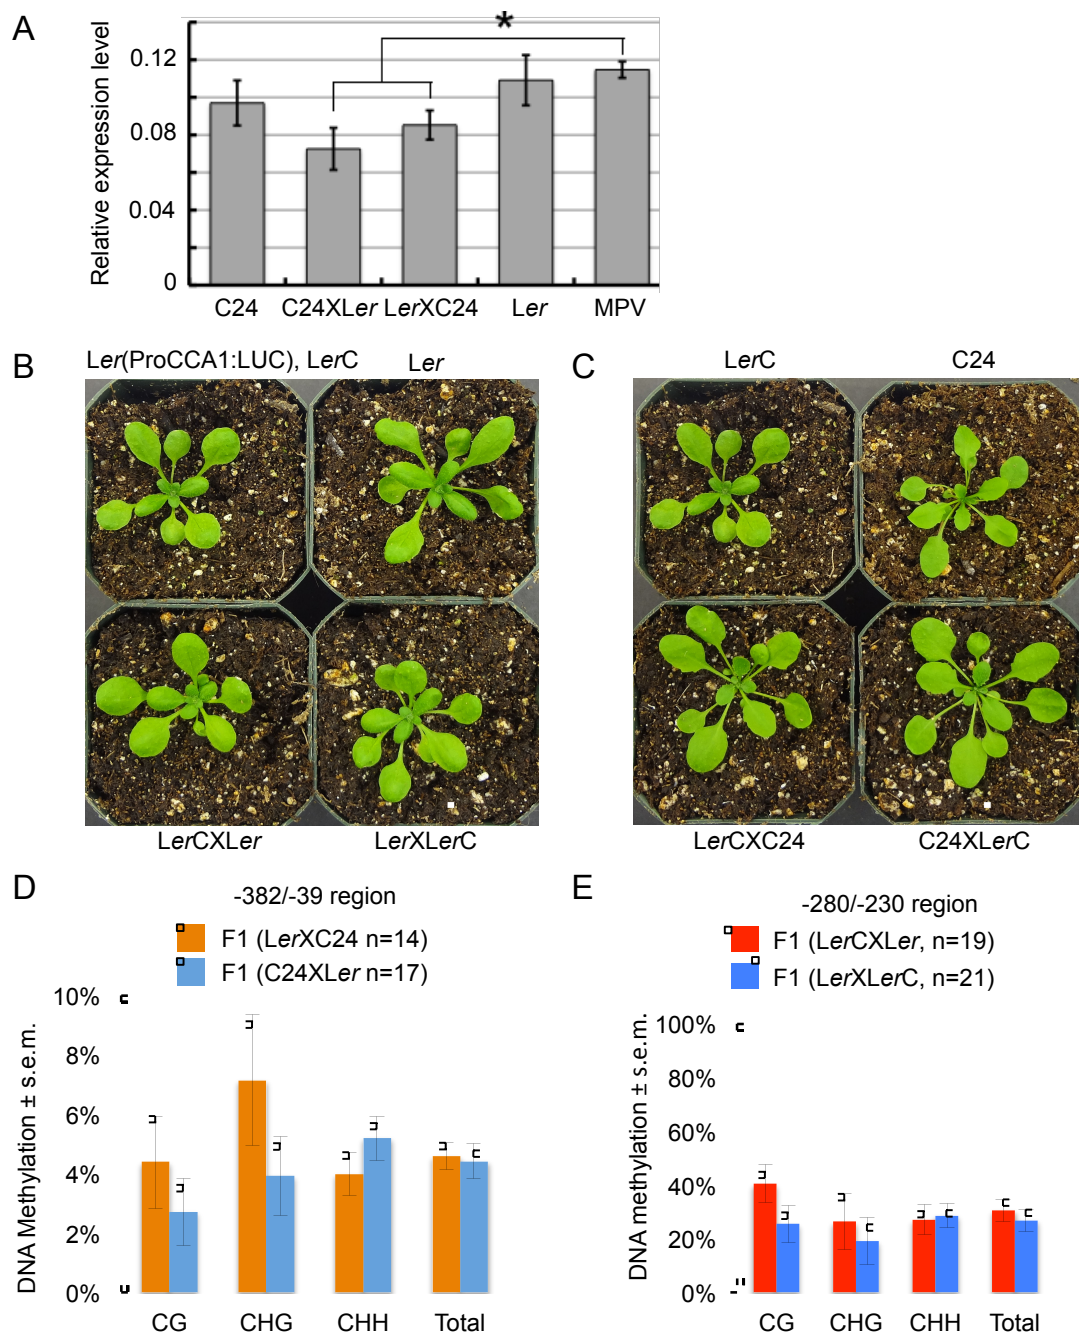 A
Relative expression level
*
0.12
0.08
0.04
0
C24 C24XLer LerXC24 Ler MPV
B
Ler(ProCCA1:LUC), LerC Ler
LerCXLer LerXLerC
C
LerC C24
LerCXC24 C24XLerC
D
-382/-39 region
F1 (LerXC24 n=14)
F1 (C24XLer n=17)
DNA Methylation ± s.e.m.
10%
8%
6%
4%
2%
0%
CG CHG CHH Total
E
-280/-230 region
F1 (LerCXLer, n=19)
F1 (LerXLerC, n=21)
DNA methylation ± s.e.m.
100%
80%
60%
40%
20%
0%
CG CHG CHH Total